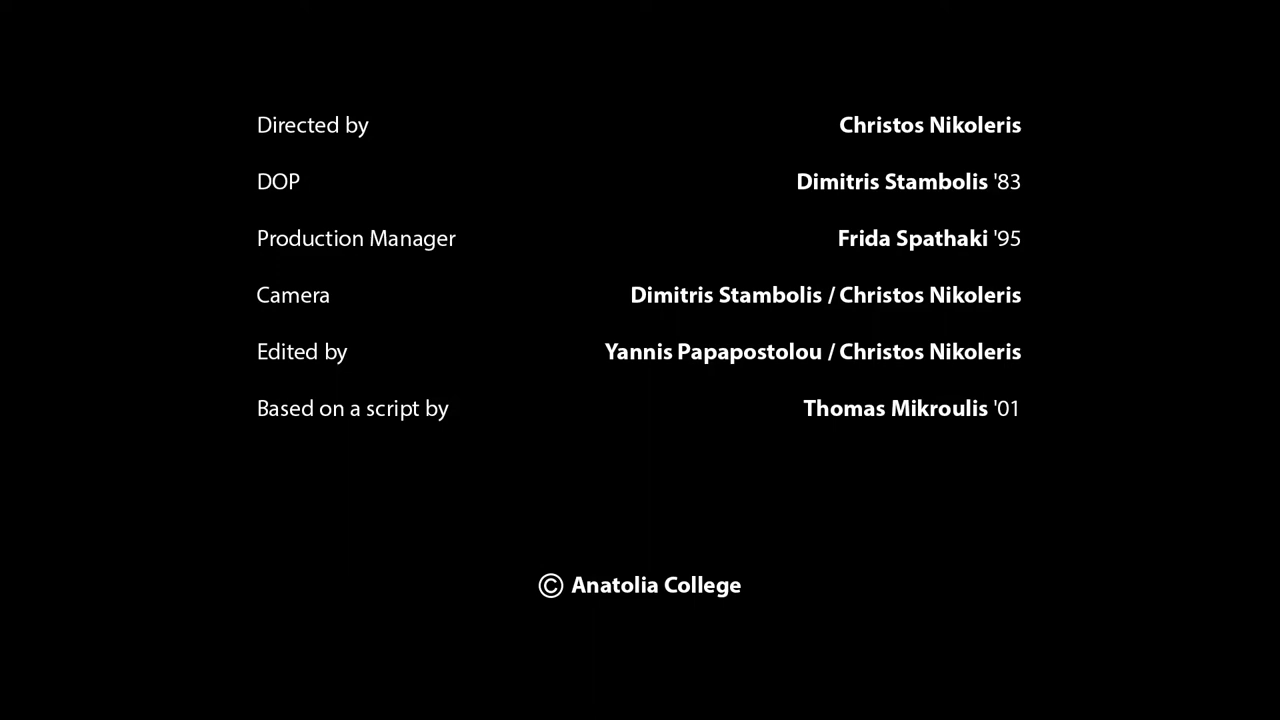 Directed by Christos Nikoleris
DOP Dimitris Stambolis '83
Production Manager Frida Spathaki '95
Camera Dimitris Stambolis / Christos Nikoleris
Edited by Yannis Papapostolou / Christos Nikoleris
Based on a script by Thomas Mikroulis '01
© Anatolia College